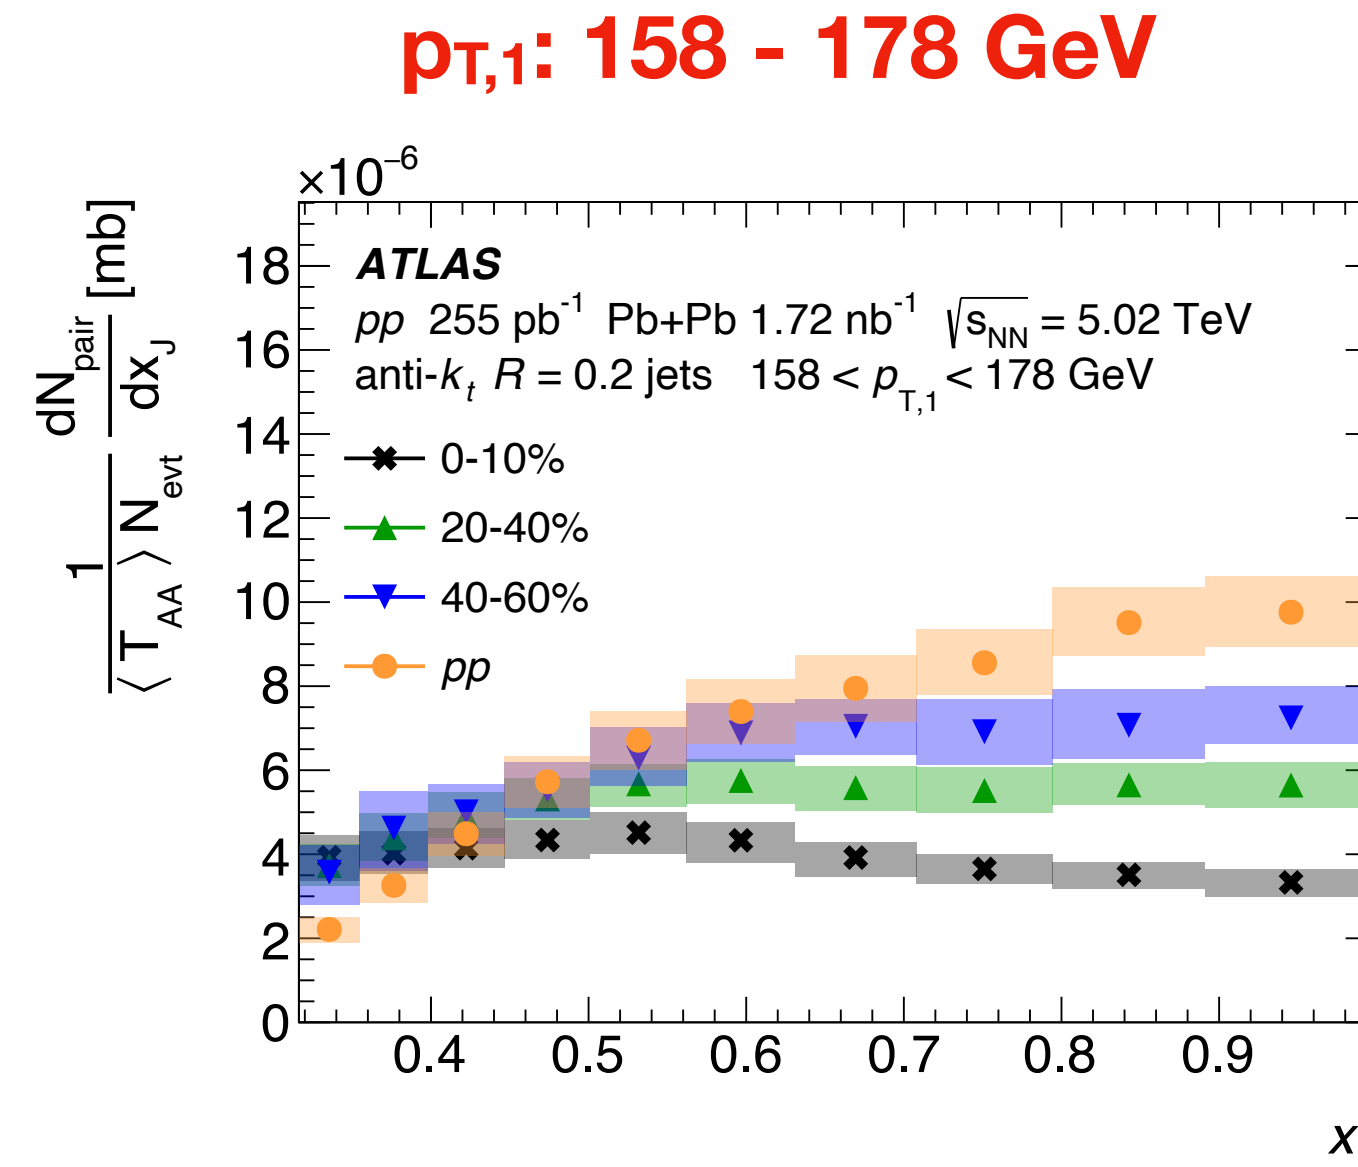 pT,1: 158 - 178 GeV
×10−6
1 / ⟨TAA⟩ Nevt dNpair / dxJ [mb]
ATLAS
pp 255 pb-1 Pb+Pb 1.72 nb-1 √sNN = 5.02 TeV
anti-kt R = 0.2 jets 158 < pT,1 < 178 GeV
0-10%
20-40%
40-60%
pp
18
16
14
12
10
8
6
4
2
0
0.4 0.5 0.6 0.7 0.8 0.9
x